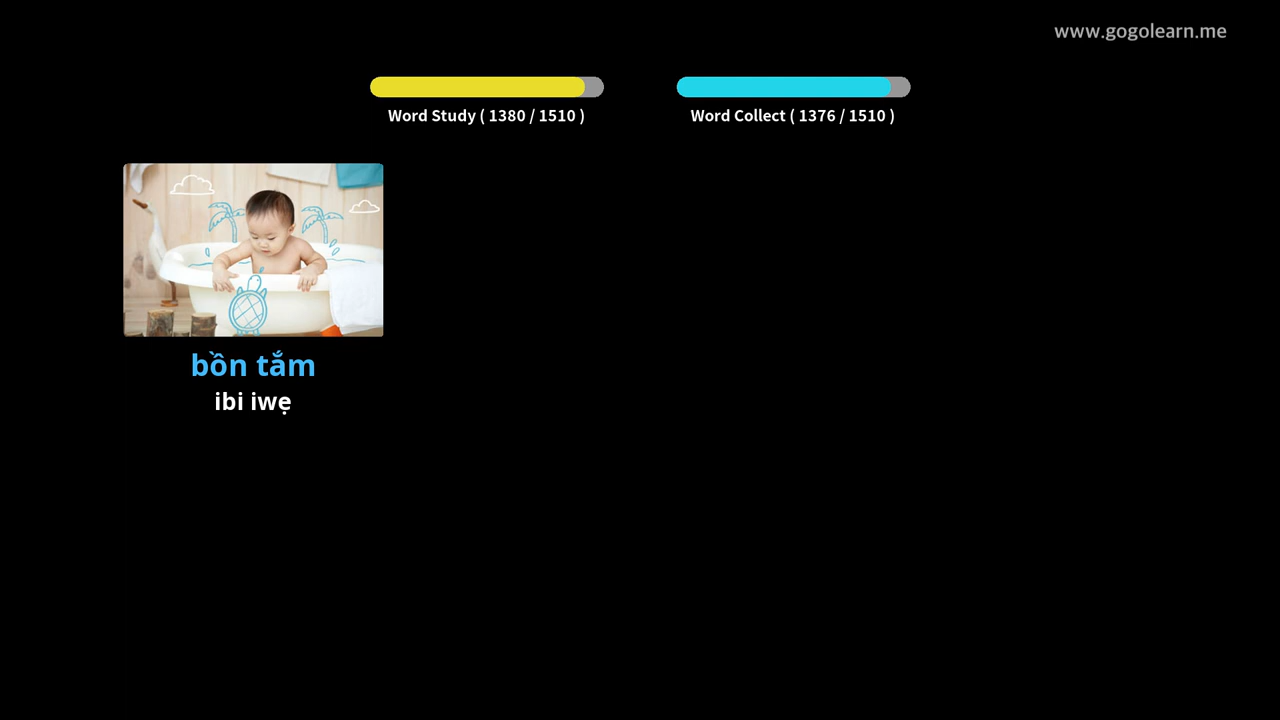 www.gogolearn.me
Word Study ( 1380 / 1510 )
Word Collect ( 1376 / 1510 )
bồn tắm
ibi iwẹ